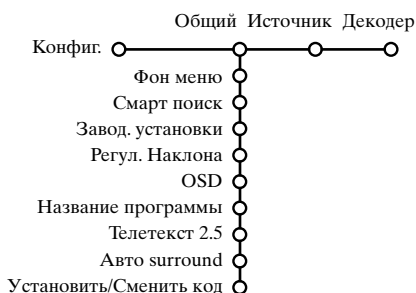 Общий Источник Декодер
Конфиг.
Фон меню
Смарт поиск
Завод. установки
Регул. Наклона
OSD
Название программы
Телетекст 2.5
Авто surround
Установить/Сменить код